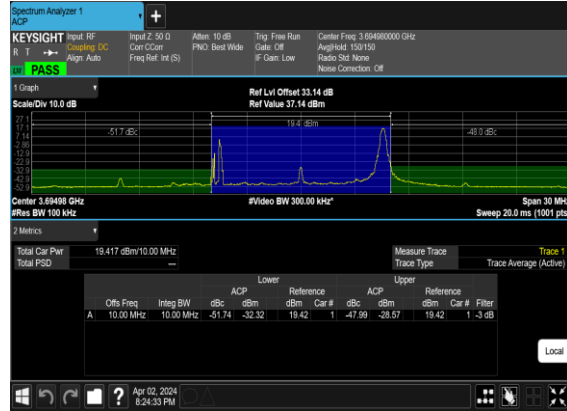 Spectrum Analyzer 1
ACP
+
KEYSIGHT Input: RF Input Z: 50 Ω Atten: 10 dB Trig: Free Run Center Freq: 3.694980000 GHz
R T Coupling: DC Corr CCorr PNO: Best Wide Gate: Off Avg|Hold: 150/150
Align: Auto Freq Ref: Int (S) IF Gain: Low Radio Std: None
LW PASS Noise Correction: Off
1 Graph Ref Lvl Offset 33.14 dB
Scale/Div 10.0 dB Ref Value 37.14 dBm
27.1
17.1 19.4 dBm
7.14 -51.7 dBc -48.0 dBc
-2.86
-12.9
-22.9
-32.9
-42.9
-52.9
Center 3.69498 GHz #Video BW 300.00 kHz* Span 30 MHz
#Res BW 100 kHz Sweep 20.0 ms (1001 pts
2 Metrics
Total Car Pwr 19.417 dBm/10.00 MHz Measure Trace Trace 1
Total PSD — Trace Type Trace Average (Active)
Lower Upper
ACP Reference ACP Reference
Offs Freq Integ BW dBc dBm dBm Car # dBc dBm dBm Car # Filter
A 10.00 MHz 10.00 MHz -51.74 -32.32 19.42 1 -47.99 -28.57 19.42 1 -3 dB
Local
? Apr 02, 2024
8:24:33 PM